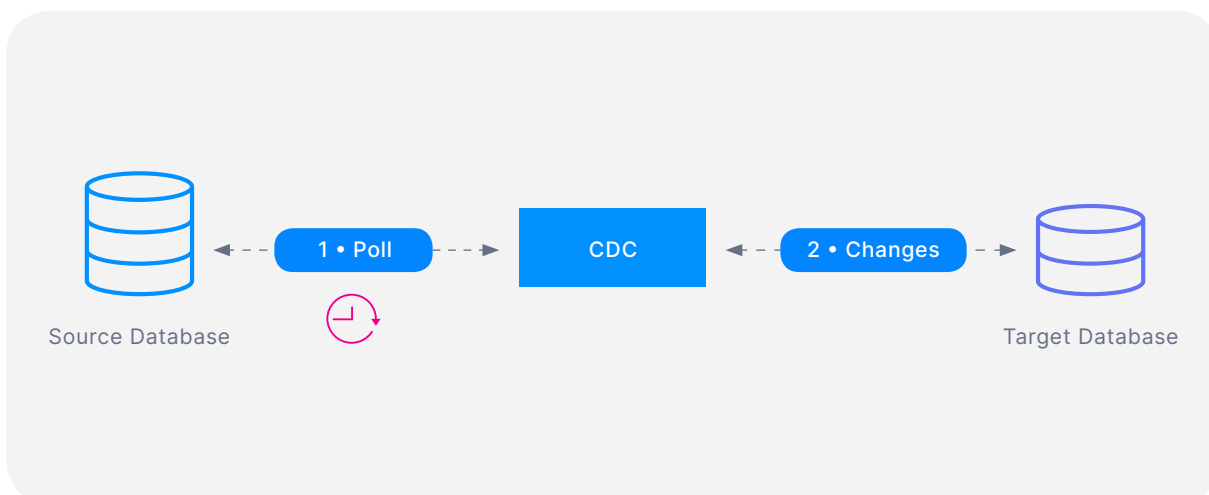 1 • Poll
CDC
2 • Changes
Source Database
Target Database